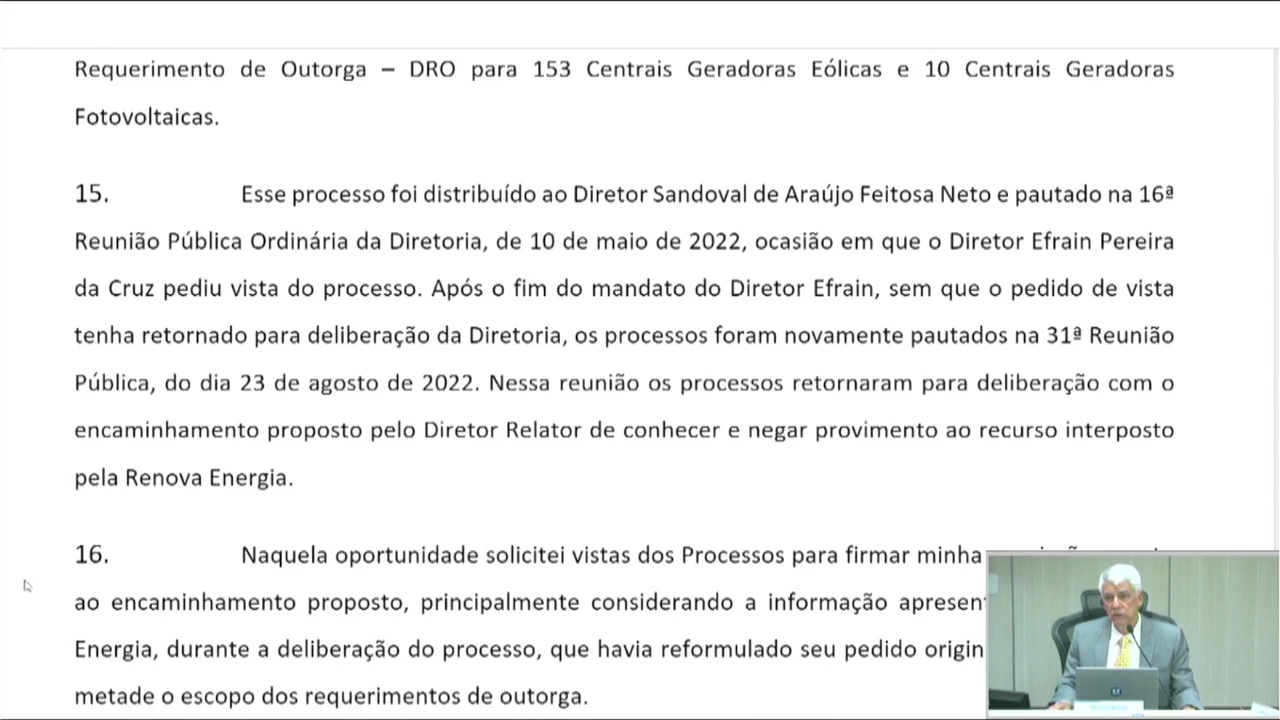 Requerimento de Outorga – DRO para 153 Centrais Geradoras Eólicas e 10 Centrais Geradoras
Fotovoltaicas.
15. Esse processo foi distribuído ao Diretor Sandoval de Araújo Feitosa Neto e pautado na 16ª
Reunião Pública Ordinária da Diretoria, de 10 de maio de 2022, ocasião em que o Diretor Efrain Pereira
da Cruz pediu vista do processo. Após o fim do mandato do Diretor Efrain, sem que o pedido de vista
tenha retornado para deliberação da Diretoria, os processos foram novamente pautados na 31ª Reunião
Pública, do dia 23 de agosto de 2022. Nessa reunião os processos retornaram para deliberação com o
encaminhamento proposto pelo Diretor Relator de conhecer e negar provimento ao recurso interposto
pela Renova Energia.
16. Naquela oportunidade solicitei vistas dos Processos para firmar minha
ao encaminhamento proposto, principalmente considerando a informação
Energia, durante a deliberação do processo, que havia reformulado seu pedido
metade o escopo dos requerimentos de outorga.